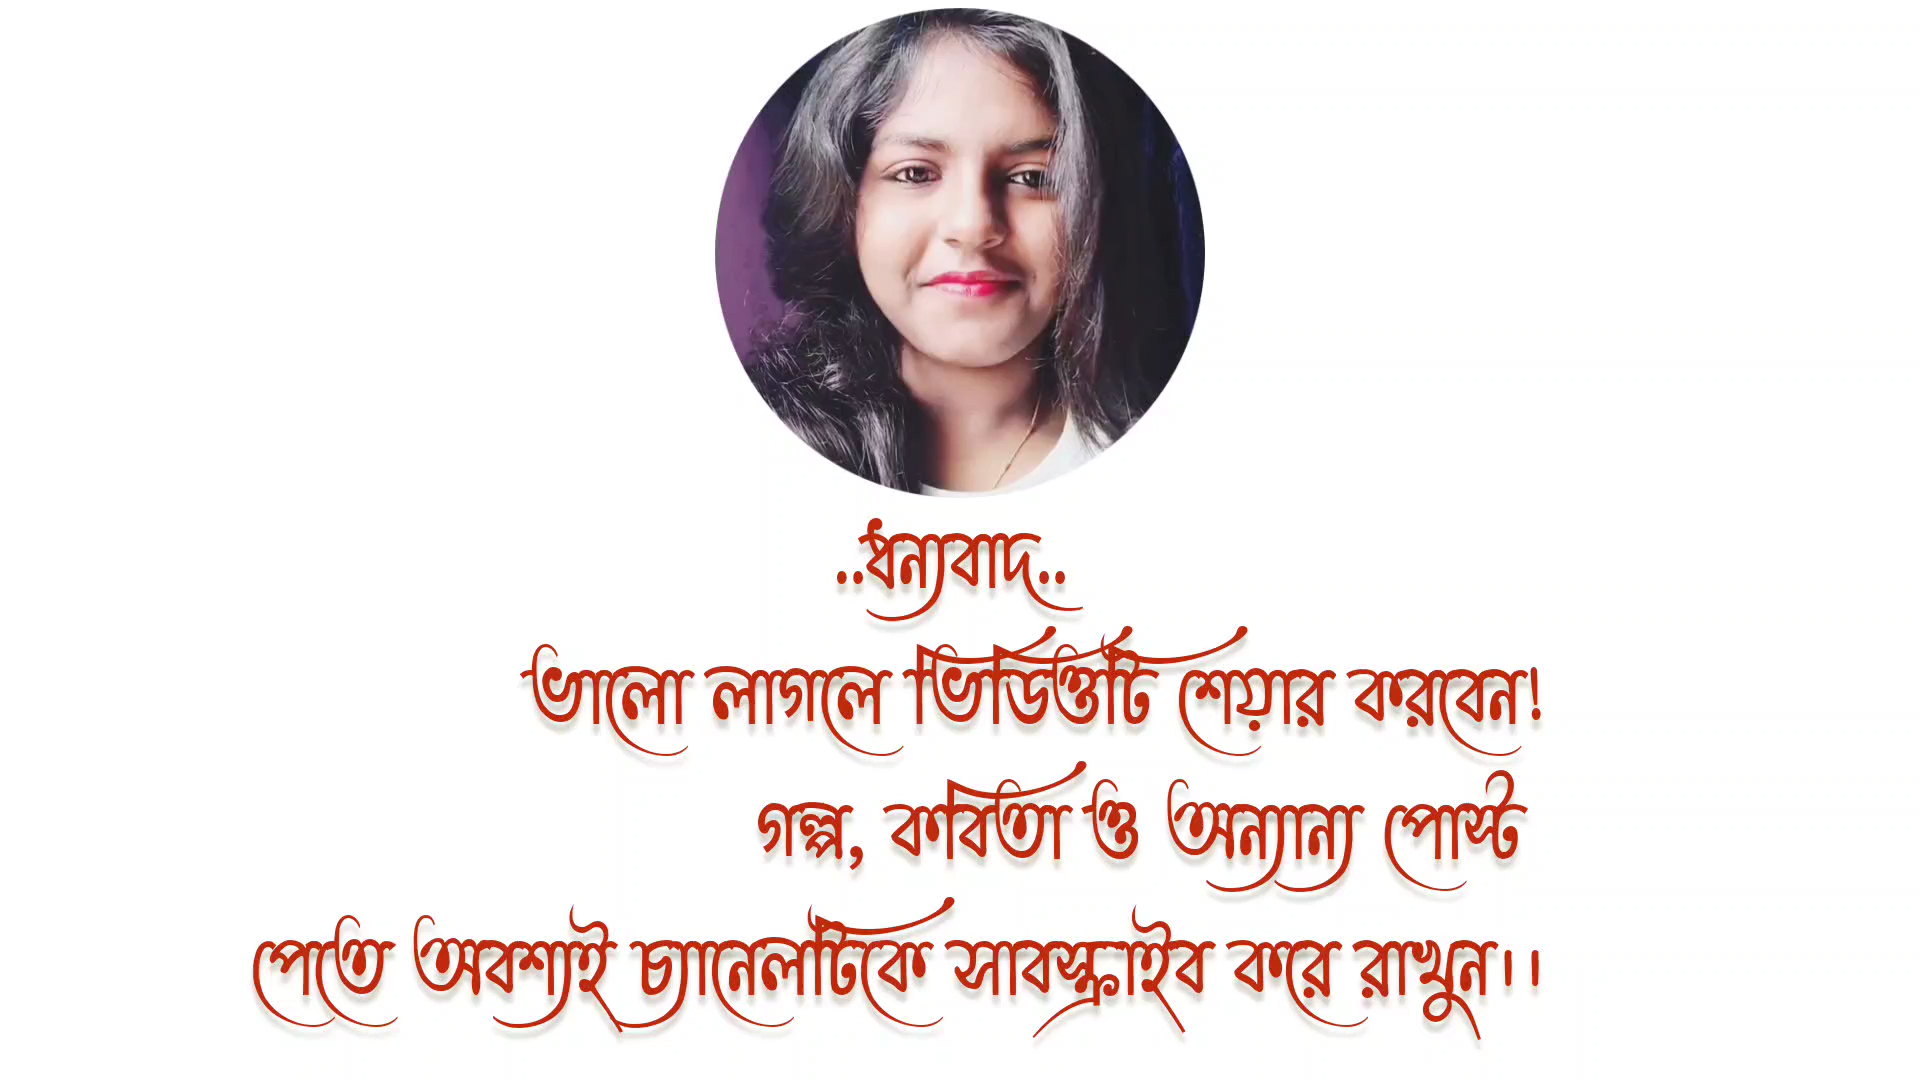 ..ধন্যবাদ..
ভালো লাগলে ভিডিওটি শেয়ার করবেন!
গল্প, কবিতা ও অন্যান্য পোস্ট
পেতে অবশ্যই চ্যানেলটিকে সাবস্ক্রাইব করে রাখুন।।